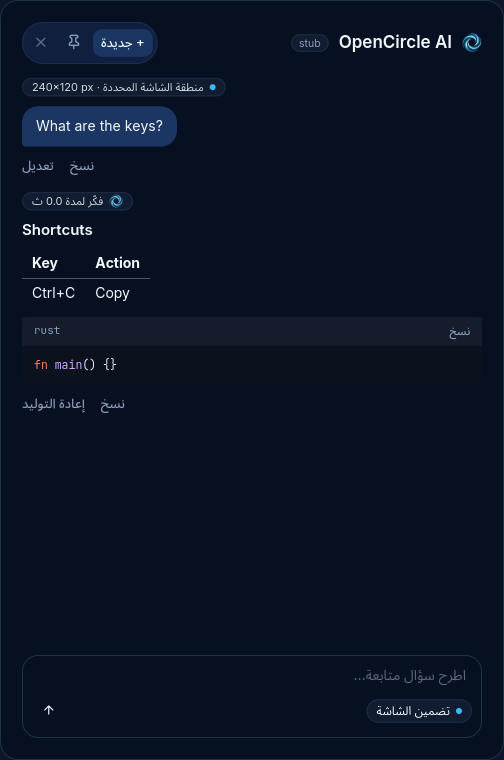 OpenCircle AI
stub
+ جديدة
منطقة الشاشة المحددة · 240×120 px
What are the keys?
نسخ تعديل
فكّر لمدة 0.0 ث
Shortcuts
Key Action
Ctrl+C Copy
rust نسخ
fn main() {}
نسخ إعادة التوليد
اطرح سؤال متابعة...
تضمين الشاشة